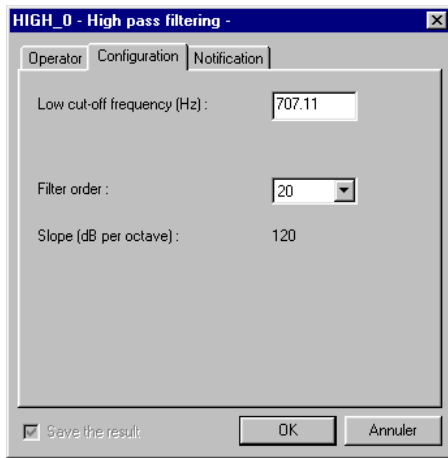 HIGH_0 - High pass filtering -
Operator Configuration Notification
Low cut-off frequency (Hz) : 707.11
Filter order : 20
Slope (dB per octave) : 120
Save the result OK Annuler